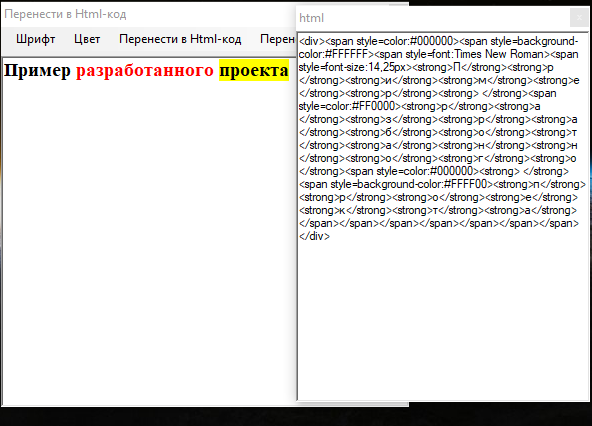 Перенести в Html-код
Шрифт Цвет Перенести в Html-код Перен
Пример разработанного проекта
html
<div><span style=color:#000000><span style=background-
color:#FFFFFF><span style=font:Times New Roman><span
style=font-size:14,25px><strong>П</strong><strong>р
</strong><strong>и</strong><strong>м</strong><strong>е
</strong><strong>р</strong><strong> </strong><span
style=color:#FF0000><strong>р</strong><strong>а
</strong><strong>з</strong><strong>р</strong><strong>а
</strong><strong>б</strong><strong>о</strong><strong>т
</strong><strong>а</strong><strong>н</strong><strong>н
</strong><strong>о</strong><strong>г</strong><strong>о
</strong><span style=color:#000000><strong> </strong>
<span style=background-color:#FFFF00><strong>п</strong>
<strong>р</strong><strong>о</strong><strong>е</strong>
<strong>к</strong><strong>т</strong><strong>а</strong>
</span></span></span></span></span></span></span>
</div>